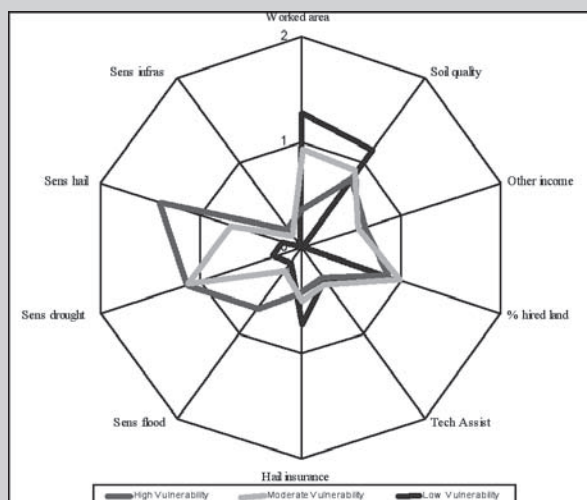 Worked area
2
Sens infras
Soil quality
1
Sens hail
Other income
0
Sens drought
% hired land
Sens flood
Tech Assist
Hail insurance
High Vulnerability
Moderate Vulnerability
Low Vulnerability